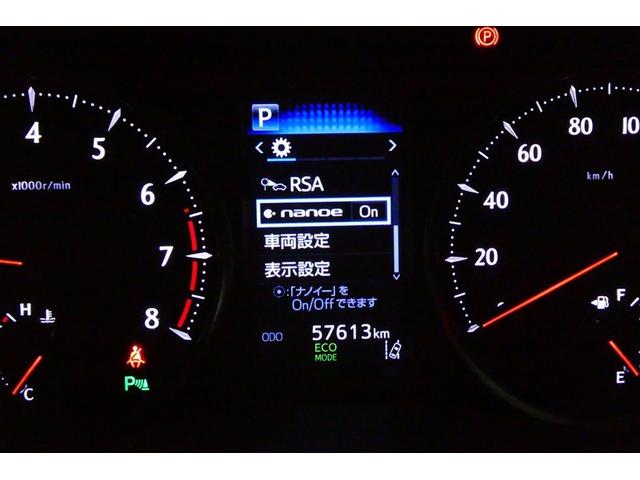 P
P
< >
RSA
nanoe On
車両設定
表示設定
:「ナノイー」を
On/Offできます
ODO 57613km
ECO
MODE
4
5
6
7
8
x1000r/min
H
C
P
20
40
60
80
10
km/h
F
E